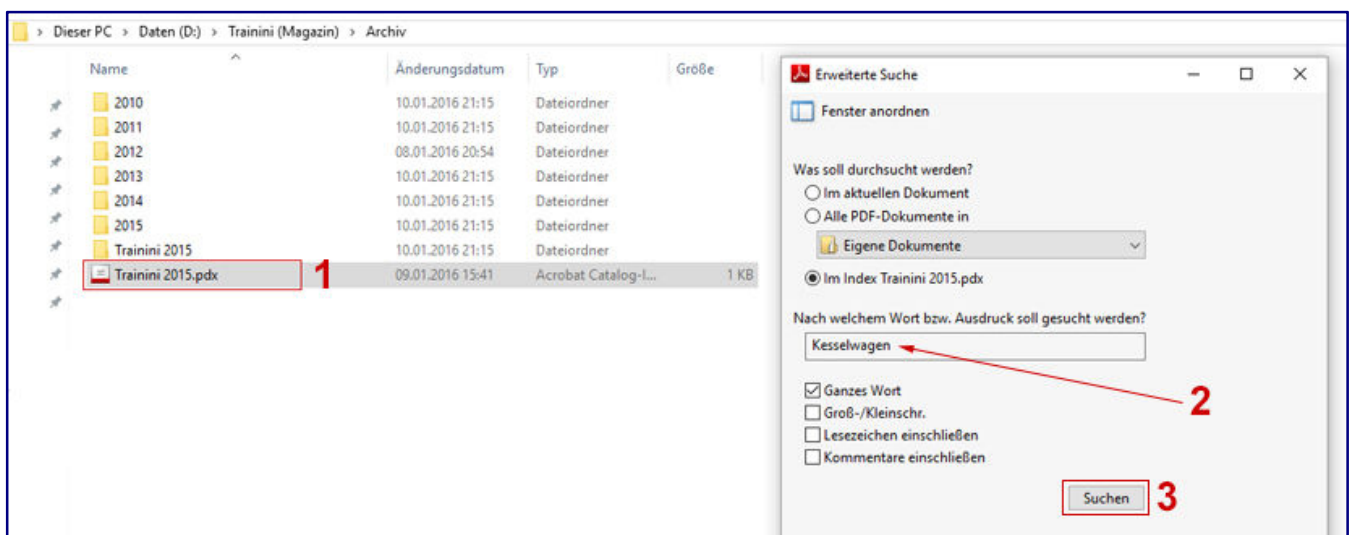 > Dieser PC > Daten (D:) > Trainini (Magazin) > Archiv
Name Änderungsdatum Typ Größe
2010 10.01.2016 21:15 Dateiordner
2011 10.01.2016 21:15 Dateiordner
2012 08.01.2016 20:54 Dateiordner
2013 10.01.2016 21:15 Dateiordner
2014 10.01.2016 21:15 Dateiordner
2015 10.01.2016 21:15 Dateiordner
Trainini 2015 10.01.2016 21:15 Dateiordner
Trainini 2015.pdx 1 09.01.2016 15:41 Acrobat Catalog-I... 1 KB
Erweiterte Suche
Fenster anordnen
Was soll durchsucht werden?
Im aktuellen Dokument
Alle PDF-Dokumente in
Eigene Dokumente
Im Index Trainini 2015.pdx
Nach welchem Wort bzw. Ausdruck soll gesucht werden?
Kesselwagen
2
Ganzes Wort
Groß-/Kleinschr.
Lesezeichen einschließen
Kommentare einschließen
Suchen 3